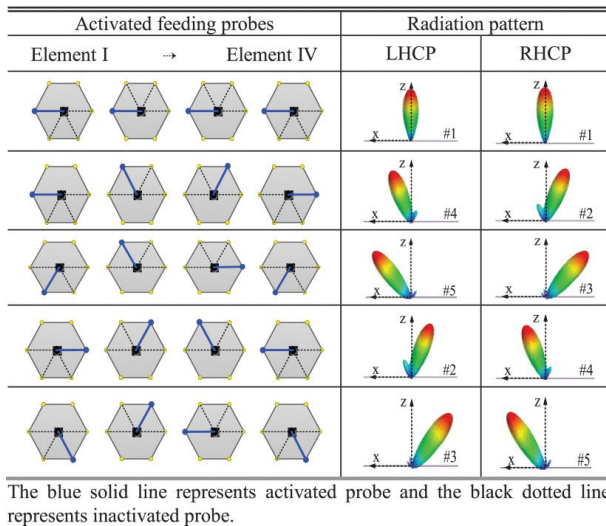 Activated feeding probes Radiation pattern
Element I ⇢ Element IV LHCP RHCP
z x #1 z x #1
z x #4 z x #2
z x #5 z x #3
z x #2 z x #4
z x #3 z x #5
The blue solid line represents activated probe and the black dotted line
represents inactivated probe.